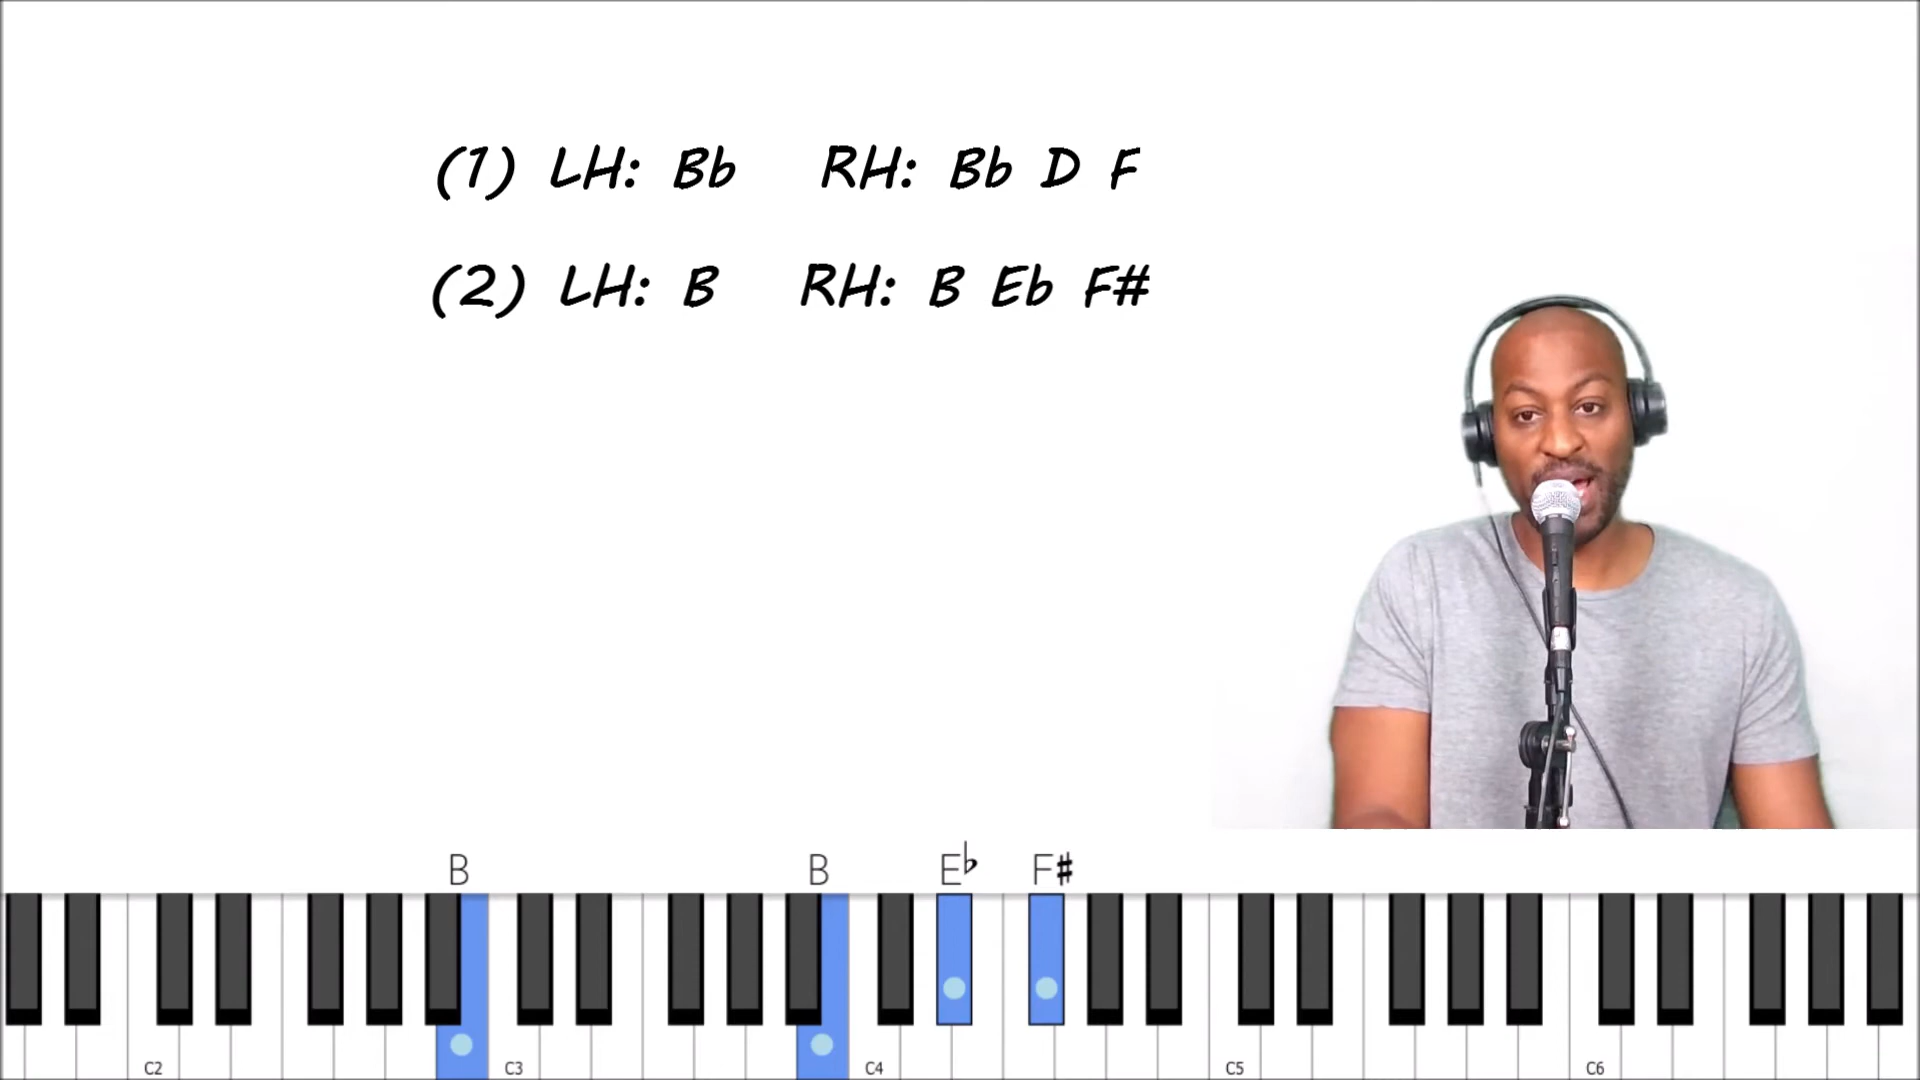 (1) LH: Bb RH: Bb D F
(2) LH: B RH: B Eb F#
B B E♭ F#
C2 C3 C4 C5 C6